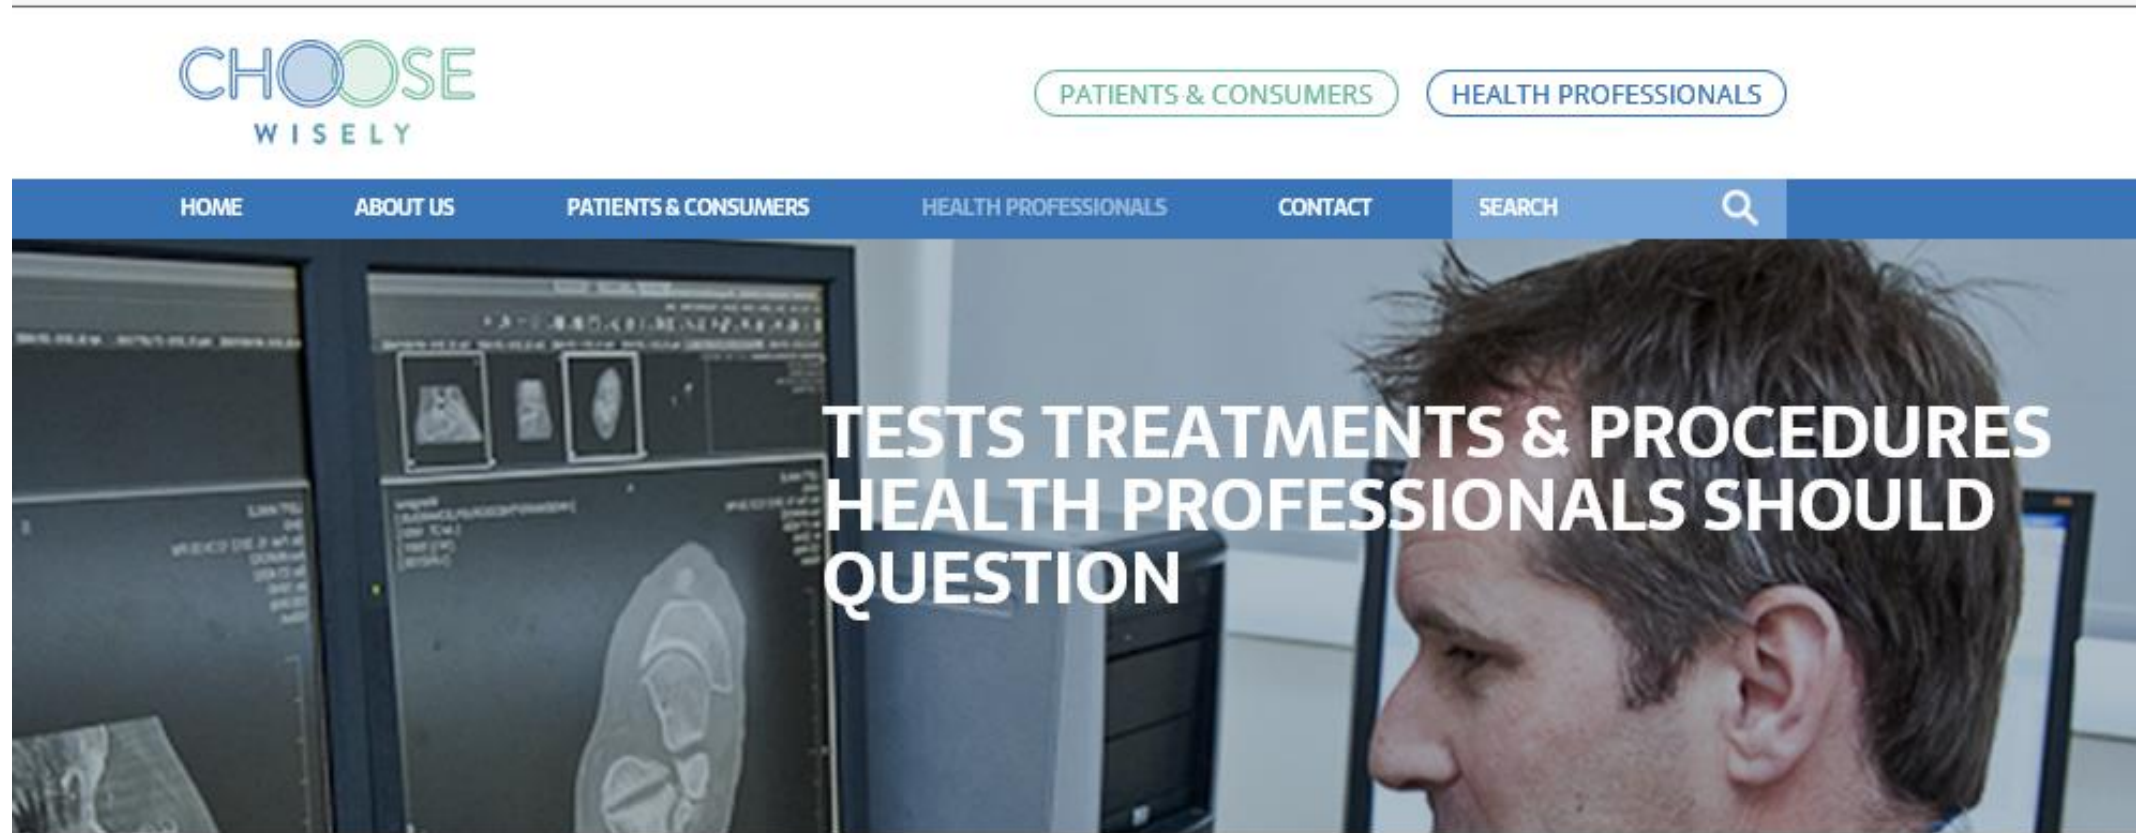 CHOOSE
WISELY
PATIENTS & CONSUMERS
HEALTH PROFESSIONALS
HOME ABOUT US PATIENTS & CONSUMERS HEALTH PROFESSIONALS CONTACT SEARCH
TESTS TREATMENTS & PROCEDURES
HEALTH PROFESSIONALS SHOULD
QUESTION